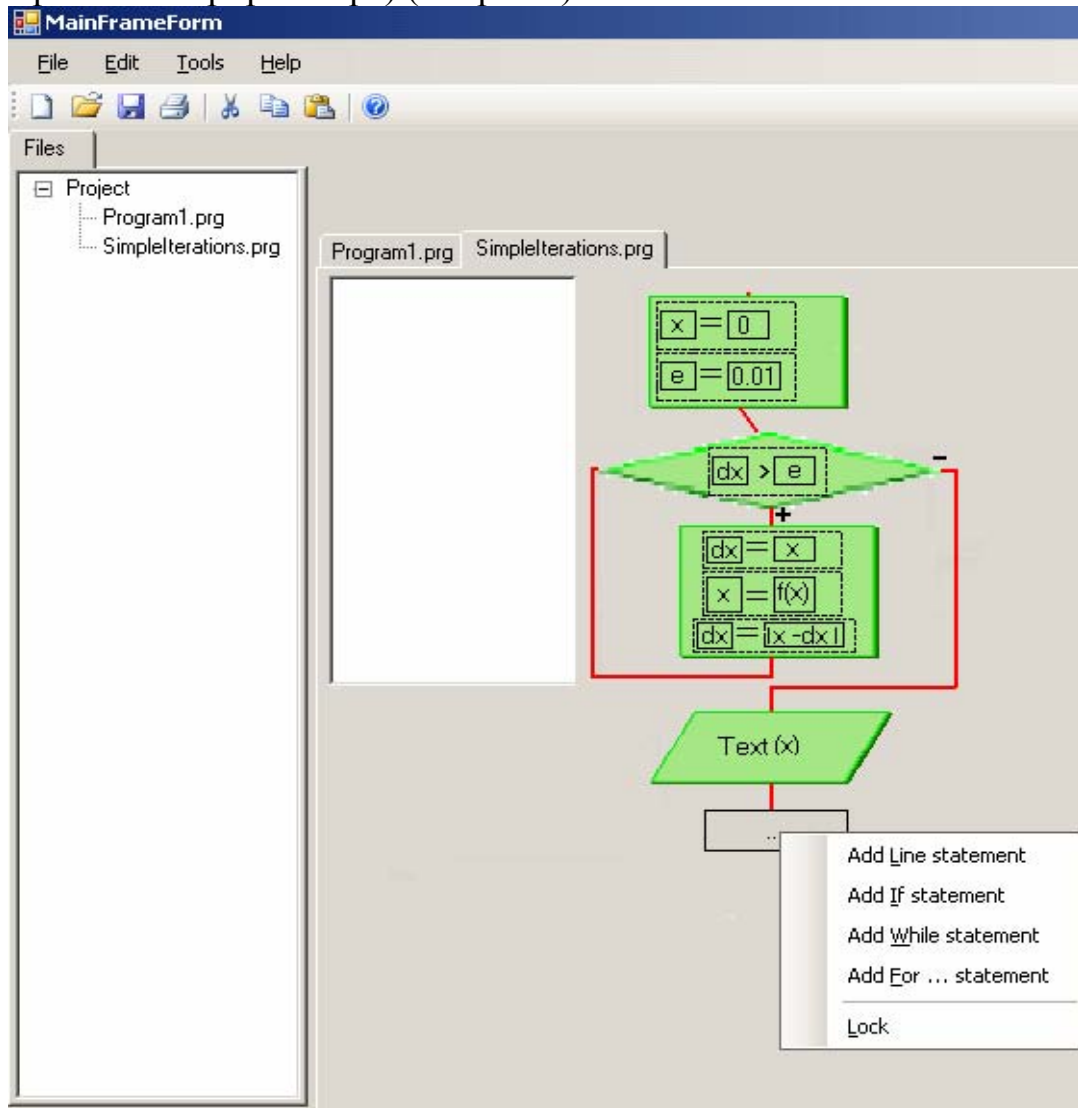 MainFrameForm
File Edit Tools Help
Files
Project
Program1.prg
SimpleIterations.prg
Program1.prg SimpleIterations.prg
x = 0
e = 0.01
dx > e
-
+
dx = x
x = f(x)
dx = |x - dx|
Text (x)
..
Add Line statement
Add If statement
Add While statement
Add For ... statement
Lock